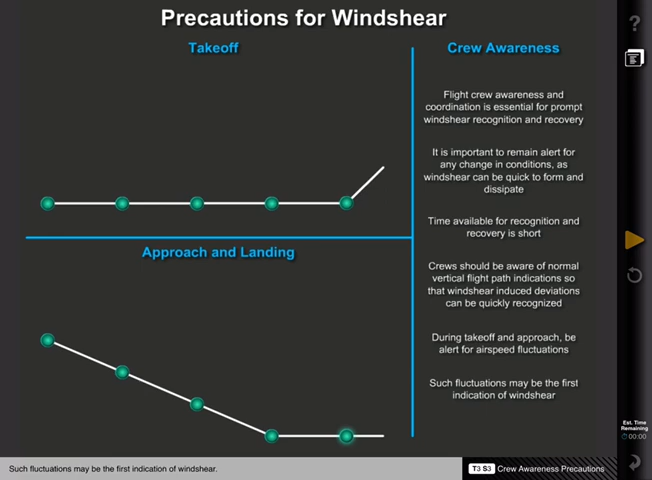 Precautions for Windshear
Takeoff
Approach and Landing
Crew Awareness
Flight crew awareness and
coordination is essential for prompt
windshear recognition and recovery
It is important to remain alert for
any change in conditions, as
windshear can be quick to form and
dissipate
Time available for recognition and
recovery is short
Crews should be aware of normal
vertical flight path indications so
that windshear induced deviations
can be quickly recognized
During takeoff and approach, be
alert for airspeed fluctuations
Such fluctuations may be the first
indication of windshear
?
Est. Time
Remaining
00:00
Such fluctuations may be the first indication of windshear.
T3 S3 Crew Awareness Precautions